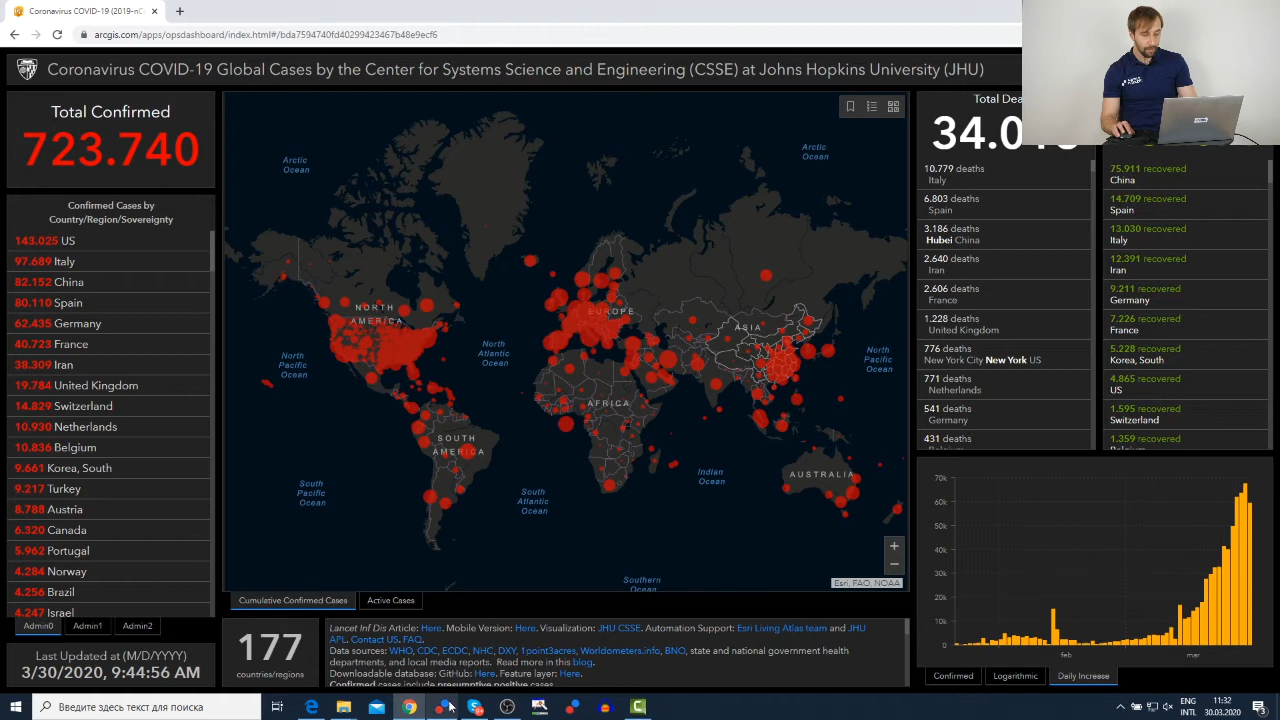 Coronavirus COVID-19 (2019-nC
arcgis.com/apps/opsdashboard/index.html#/bda7594740fd40299423467b48e9ecf6
Coronavirus COVID-19 Global Cases by the Center for Systems Science and Engineering (CSSE) at Johns Hopkins University (JHU)
Total Confirmed
723.740
Confirmed Cases by
Country/Region/Sovereignty
143.025 US
97.689 Italy
82.152 China
80.110 Spain
62.435 Germany
40.723 France
38.309 Iran
19.784 United Kingdom
14.829 Switzerland
10.930 Netherlands
10.836 Belgium
9.661 Korea, South
9.217 Turkey
8.788 Austria
6.320 Canada
5.962 Portugal
4.284 Norway
4.256 Brazil
4.247 Israel
Admin0 Admin1 Admin2
Last Updated at (M/D/YYYY)
3/30/2020, 9:44:56 AM
Arctic
Ocean
Arctic
Ocean
NORTH
AMERICA
EUROPE
ASIA
North
Pacific
Ocean
North
Atlantic
Ocean
North
Pacific
Ocean
AFRICA
SOUTH
AMERICA
Indian
Ocean
AUSTRALIA
South
Pacific
Ocean
South
Atlantic
Ocean
Southern
Ocean
+
−
Esri, FAO, NOAA
Cumulative Confirmed Cases Active Cases
177
countries/regions
Lancet Inf Dis Article: Here. Mobile Version: Here. Visualization: JHU CSSE. Automation Support: Esri Living Atlas team and JHU
APL. Contact US. FAQ.
Data sources: WHO, CDC, ECDC, NHC, DXY, 1point3acres, Worldometers.info, BNO, state and national government health
departments, and local media reports. Read more in this blog.
Downloadable database: GitHub: Here. Feature layer: Here.
Confirmed cases include presumptive positive cases.
Total
34.0
10.779 deaths
Italy
6.803 deaths
Spain
3.186 deaths
Hubei China
2.640 deaths
Iran
2.606 deaths
France
1.228 deaths
United Kingdom
776 deaths
New York City New York US
771 deaths
Netherlands
541 deaths
Germany
431 deaths
Belgium
75.911 recovered
China
14.709 recovered
Spain
13.030 recovered
Italy
12.391 recovered
Iran
9.211 recovered
Germany
7.226 recovered
France
5.228 recovered
Korea, South
4.865 recovered
US
1.595 recovered
Switzerland
1.359 recovered
70k
60k
50k
40k
30k
20k
10k
0
feb mar
Confirmed Logarithmic Daily Increase
Введите здесь текст для поиска
ENG
INTL
11:32
30.03.2020